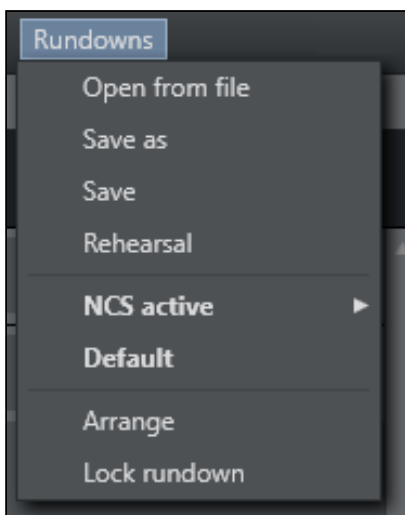 Rundowns
Open from file
Save as
Save
Rehearsal
NCS active
Default
Arrange
Lock rundown